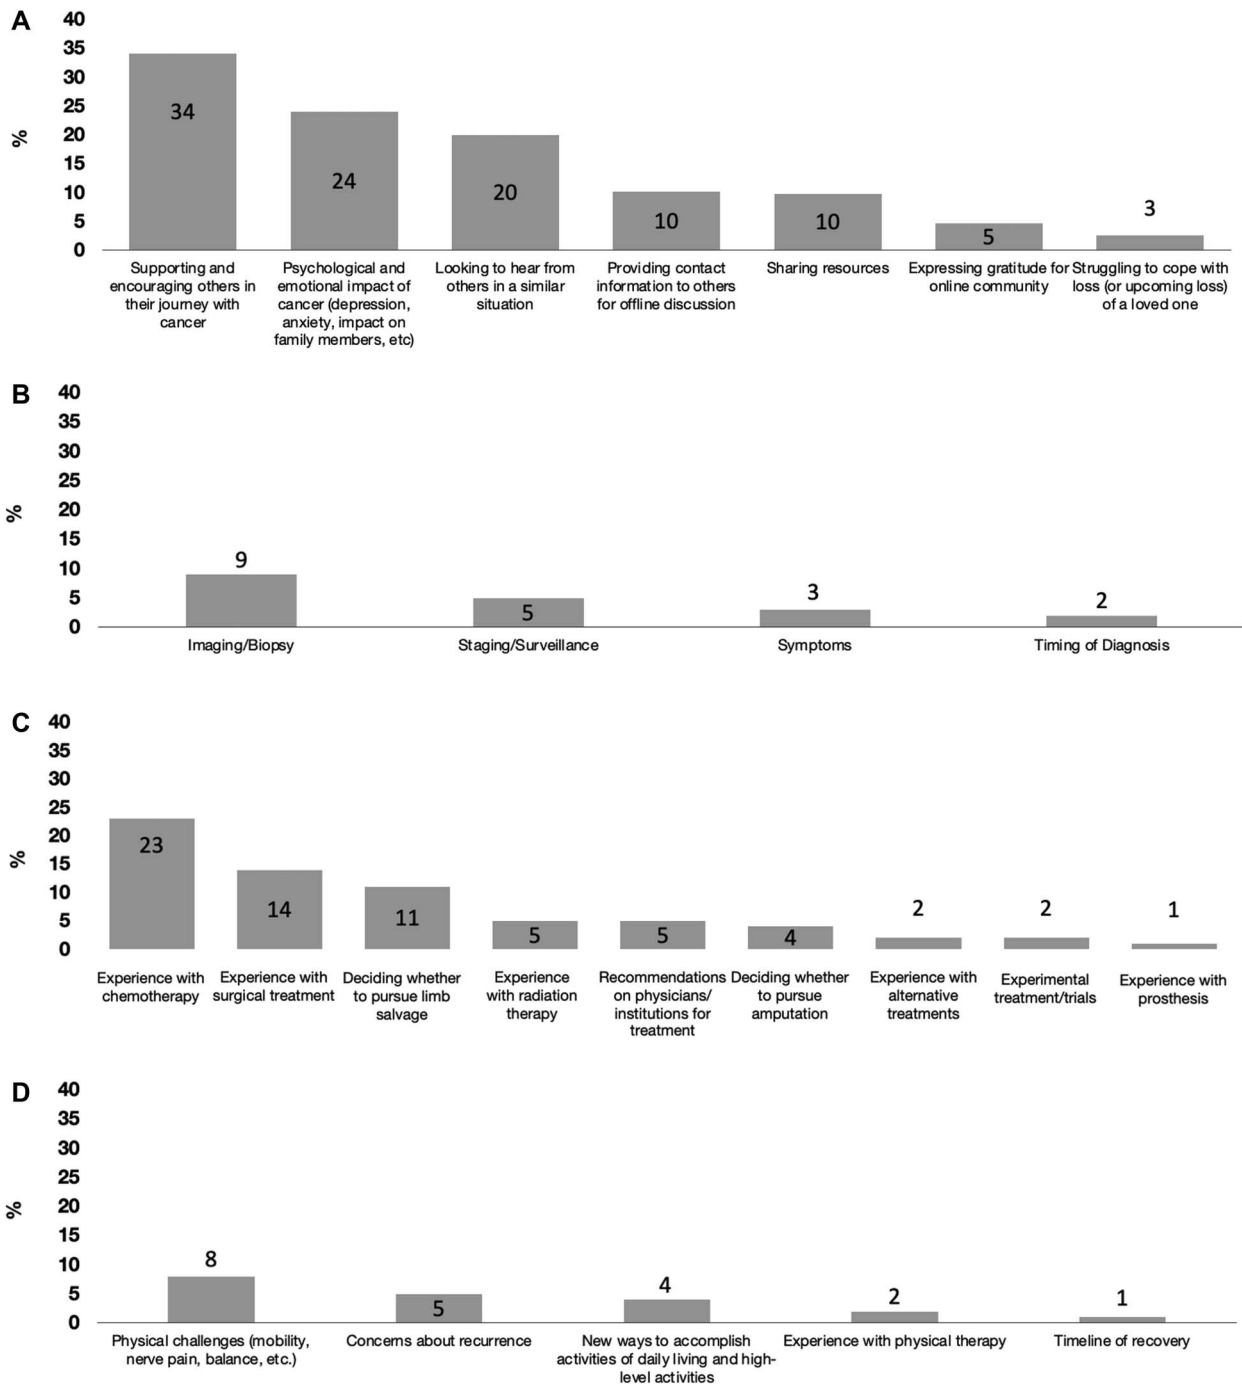 A
40
35
30
25
20
15
10
5
0
%
34
24
20
10
10
5
3
Supporting and
encouraging others in
their journey with
cancer
Psychological and
emotional impact of
cancer (depression,
anxiety, impact on
family members, etc)
Looking to hear from
others in a similar
situation
Providing contact
information to others
for offline discussion
Sharing resources
Expressing gratitude for
online community
Struggling to cope with
loss (or upcoming loss)
of a loved one
B
40
35
30
25
20
15
10
5
0
%
9
5
3
2
Imaging/Biopsy
Staging/Surveillance
Symptoms
Timing of Diagnosis
C
40
35
30
25
20
15
10
5
0
%
23
14
11
5
5
4
2
2
1
Experience with
chemotherapy
Experience with
surgical treatment
Deciding whether
to pursue limb
salvage
Experience
with radiation
therapy
Recommendations
on physicians/
institutions for
treatment
Deciding whether
to pursue
amputation
Experience with
alternative
treatments
Experimental
treatment/trials
Experience with
prosthesis
D
40
35
30
25
20
15
10
5
0
%
8
5
4
2
1
Physical challenges (mobility,
nerve pain, balance, etc.)
Concerns about recurrence
New ways to accomplish
activities of daily living and high-
level activities
Experience with physical therapy
Timeline of recovery